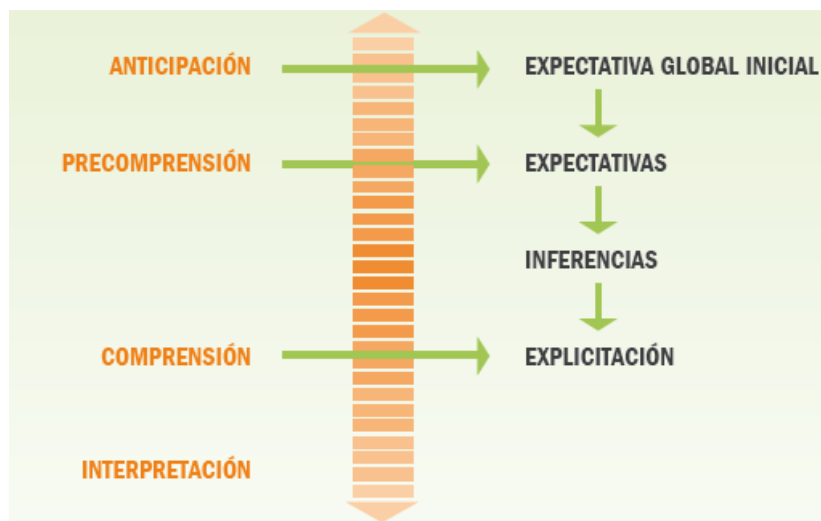 ANTICIPACIÓN
EXPECTATIVA GLOBAL INICIAL
PRECOMPRENSIÓN
EXPECTATIVAS
INFERENCIAS
COMPRENSIÓN
EXPLICITACIÓN
INTERPRETACIÓN